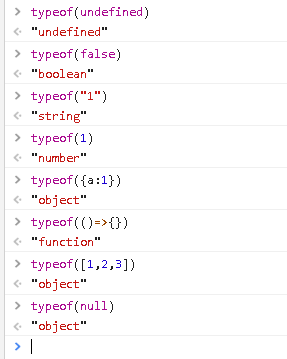 > typeof(undefined)
< "undefined"
> typeof(false)
< "boolean"
> typeof("1")
< "string"
> typeof(1)
< "number"
> typeof({a:1})
< "object"
> typeof(()=>{})
< "function"
> typeof([1,2,3])
< "object"
> typeof(null)
< "object"
>